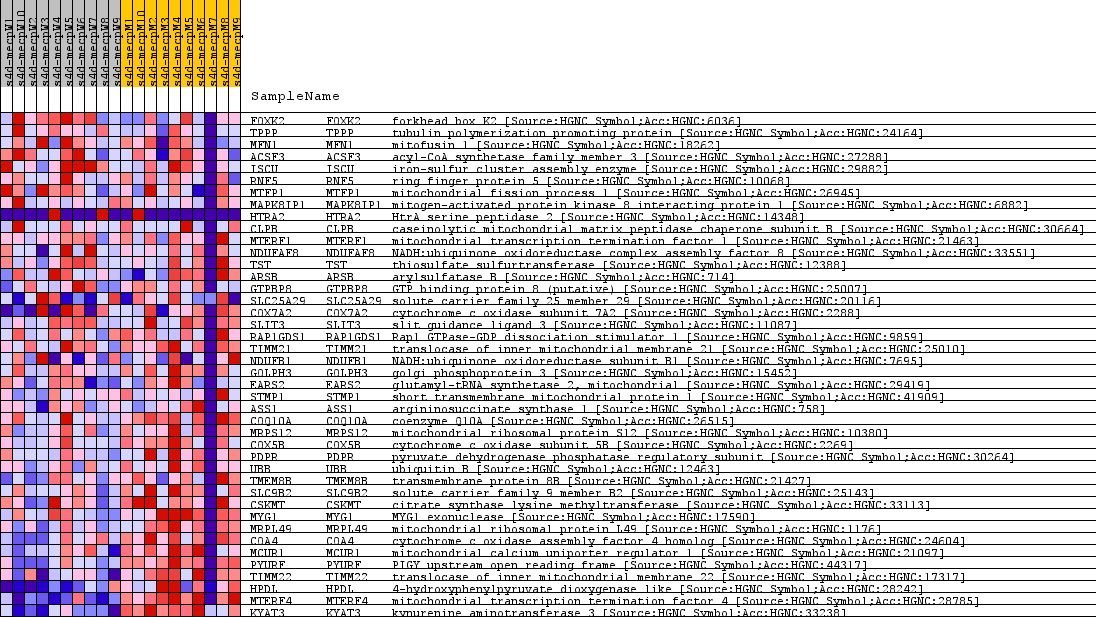 s4d-mecpW1
s4d-mecpW10
s4d-mecpW2
s4d-mecpW3
s4d-mecpW4
s4d-mecpW5
s4d-mecpW6
s4d-mecpW7
s4d-mecpW8
s4d-mecpW9
s4d-mecpM1
s4d-mecpM10
s4d-mecpM2
s4d-mecpM3
s4d-mecpM4
s4d-mecpM5
s4d-mecpM6
s4d-mecpM7
s4d-mecpM8
s4d-mecpM9
SampleName
FOXK2 FOXK2 forkhead box K2 [Source:HGNC Symbol;Acc:HGNC:6036]
TPPP TPPP tubulin polymerization promoting protein [Source:HGNC Symbol;Acc:HGNC:24164]
MFN1 MFN1 mitofusin 1 [Source:HGNC Symbol;Acc:HGNC:18262]
ACSF3 ACSF3 acyl-CoA synthetase family member 3 [Source:HGNC Symbol;Acc:HGNC:27288]
ISCU ISCU iron-sulfur cluster assembly enzyme [Source:HGNC Symbol;Acc:HGNC:29882]
RNF5 RNF5 ring finger protein 5 [Source:HGNC Symbol;Acc:HGNC:10068]
MTFP1 MTFP1 mitochondrial fission process 1 [Source:HGNC Symbol;Acc:HGNC:26945]
MAPK8IP1 MAPK8IP1 mitogen-activated protein kinase 8 interacting protein 1 [Source:HGNC Symbol;Acc:HGNC:6882]
HTRA2 HTRA2 HtrA serine peptidase 2 [Source:HGNC Symbol;Acc:HGNC:14348]
CLPB CLPB caseinolytic mitochondrial matrix peptidase chaperone subunit B [Source:HGNC Symbol;Acc:HGNC:30664]
MTERF1 MTERF1 mitochondrial transcription termination factor 1 [Source:HGNC Symbol;Acc:HGNC:21463]
NDUFAF8 NDUFAF8 NADH:ubiquinone oxidoreductase complex assembly factor 8 [Source:HGNC Symbol;Acc:HGNC:33551]
TST TST thiosulfate sulfurtransferase [Source:HGNC Symbol;Acc:HGNC:12388]
ARSB ARSB arylsulfatase B [Source:HGNC Symbol;Acc:HGNC:714]
GTPBP8 GTPBP8 GTP binding protein 8 (putative) [Source:HGNC Symbol;Acc:HGNC:25007]
SLC25A29 SLC25A29 solute carrier family 25 member 29 [Source:HGNC Symbol;Acc:HGNC:20116]
COX7A2 COX7A2 cytochrome c oxidase subunit 7A2 [Source:HGNC Symbol;Acc:HGNC:2288]
SLIT3 SLIT3 slit guidance ligand 3 [Source:HGNC Symbol;Acc:HGNC:11087]
RAP1GDS1 RAP1GDS1 Rap1 GTPase-GDP dissociation stimulator 1 [Source:HGNC Symbol;Acc:HGNC:9859]
TIMM21 TIMM21 translocase of inner mitochondrial membrane 21 [Source:HGNC Symbol;Acc:HGNC:25010]
NDUFB1 NDUFB1 NADH:ubiquinone oxidoreductase subunit B1 [Source:HGNC Symbol;Acc:HGNC:7695]
GOLPH3 GOLPH3 golgi phosphoprotein 3 [Source:HGNC Symbol;Acc:HGNC:15452]
EARS2 EARS2 glutamyl-tRNA synthetase 2, mitochondrial [Source:HGNC Symbol;Acc:HGNC:29419]
STMP1 STMP1 short transmembrane mitochondrial protein 1 [Source:HGNC Symbol;Acc:HGNC:41909]
ASS1 ASS1 argininosuccinate synthase 1 [Source:HGNC Symbol;Acc:HGNC:758]
COQ10A COQ10A coenzyme Q10A [Source:HGNC Symbol;Acc:HGNC:26515]
MRPS12 MRPS12 mitochondrial ribosomal protein S12 [Source:HGNC Symbol;Acc:HGNC:10380]
COX5B COX5B cytochrome c oxidase subunit 5B [Source:HGNC Symbol;Acc:HGNC:2269]
PDPR PDPR pyruvate dehydrogenase phosphatase regulatory subunit [Source:HGNC Symbol;Acc:HGNC:30264]
UBB UBB ubiquitin B [Source:HGNC Symbol;Acc:HGNC:12463]
TMEM8B TMEM8B transmembrane protein 8B [Source:HGNC Symbol;Acc:HGNC:21427]
SLC9B2 SLC9B2 solute carrier family 9 member B2 [Source:HGNC Symbol;Acc:HGNC:25143]
CSKMT CSKMT citrate synthase lysine methyltransferase [Source:HGNC Symbol;Acc:HGNC:33113]
MYG1 MYG1 MYG1 exonuclease [Source:HGNC Symbol;Acc:HGNC:17590]
MRPL49 MRPL49 mitochondrial ribosomal protein L49 [Source:HGNC Symbol;Acc:HGNC:1176]
COA4 COA4 cytochrome c oxidase assembly factor 4 homolog [Source:HGNC Symbol;Acc:HGNC:24604]
MCUR1 MCUR1 mitochondrial calcium uniporter regulator 1 [Source:HGNC Symbol;Acc:HGNC:21097]
PYURF PYURF PIGY upstream open reading frame [Source:HGNC Symbol;Acc:HGNC:44317]
TIMM22 TIMM22 translocase of inner mitochondrial membrane 22 [Source:HGNC Symbol;Acc:HGNC:17317]
HPDL HPDL 4-hydroxyphenylpyruvate dioxygenase like [Source:HGNC Symbol;Acc:HGNC:28242]
MTERF4 MTERF4 mitochondrial transcription termination factor 4 [Source:HGNC Symbol;Acc:HGNC:28785]
KYAT3 KYAT3 kynurenine aminotransferase 3 [Source:HGNC Symbol;Acc:HGNC:33238]